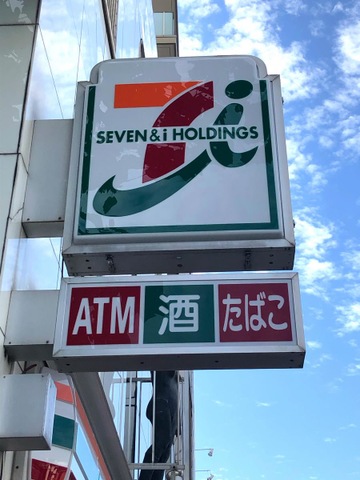 SEVEN&i HOLDINGS
ATM 酒 たばこ